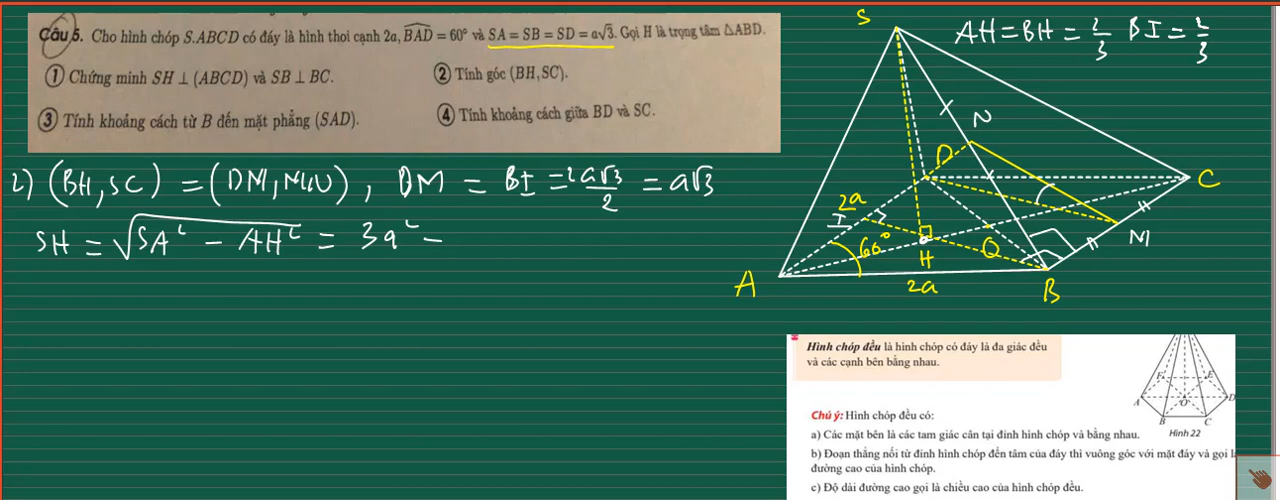 Câu 5. Cho hình chóp S.ABCD có đáy là hình thoi cạnh 2a, BAD = 60° và SA = SB = SD = a√3. Gọi H là trọng tâm ΔABD.
① Chứng minh SH ⊥ (ABCD) và SB ⊥ BC.
② Tính góc (BH, SC).
③ Tính khoảng cách từ B đến mặt phẳng (SAD).
④ Tính khoảng cách giữa BD và SC.
2) (BH, SC) = (DM, MN), DM = BI = 2a√3/2 = a√3
SH = √(SA² - AH²) = 3a² -
AH = BH = 2/3 BI = 2/3
S
N
D
C
2a
I
M
60°
H
O
A
2a
B
Hình chóp đều là hình chóp có đáy là đa giác đều
và các cạnh bên bằng nhau.
F
E
A
O
D
B
C
Hình 22
Chú ý: Hình chóp đều có:
a) Các mặt bên là các tam giác cân tại đỉnh hình chóp và bằng nhau.
b) Đoạn thẳng nối từ đỉnh hình chóp đến tâm của đáy thì vuông góc với mặt đáy và gọi l
đường cao của hình chóp.
c) Độ dài đường cao gọi là chiều cao của hình chóp đều.